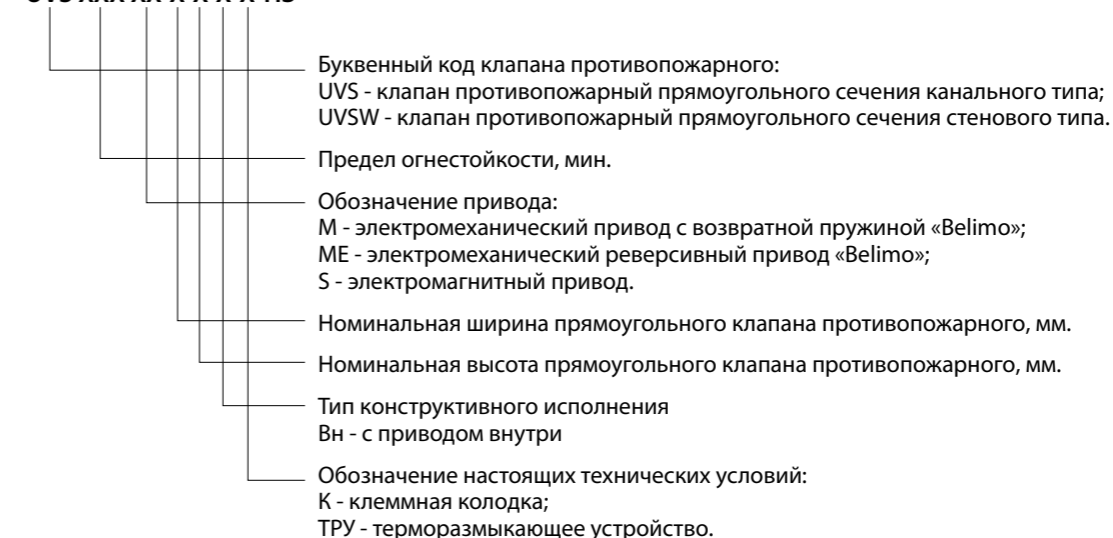 Буквенный код клапана противопожарного:
UVS - клапан противопожарный прямоугольного сечения канального типа;
UVSW - клапан противопожарный прямоугольного сечения стенового типа.
Предел огнестойкости, мин.
Обозначение привода:
М - электромеханический привод с возвратной пружиной «Belimo»;
МЕ - электромеханический реверсивный привод «Belimo»;
S - электромагнитный привод.
Номинальная ширина прямоугольного клапана противопожарного, мм.
Номинальная высота прямоугольного клапана противопожарного, мм.
Тип конструктивного исполнения
Вн - с приводом внутри
Обозначение настоящих технических условий:
К - клеммная колодка;
ТРУ - терморазмыкающее устройство.